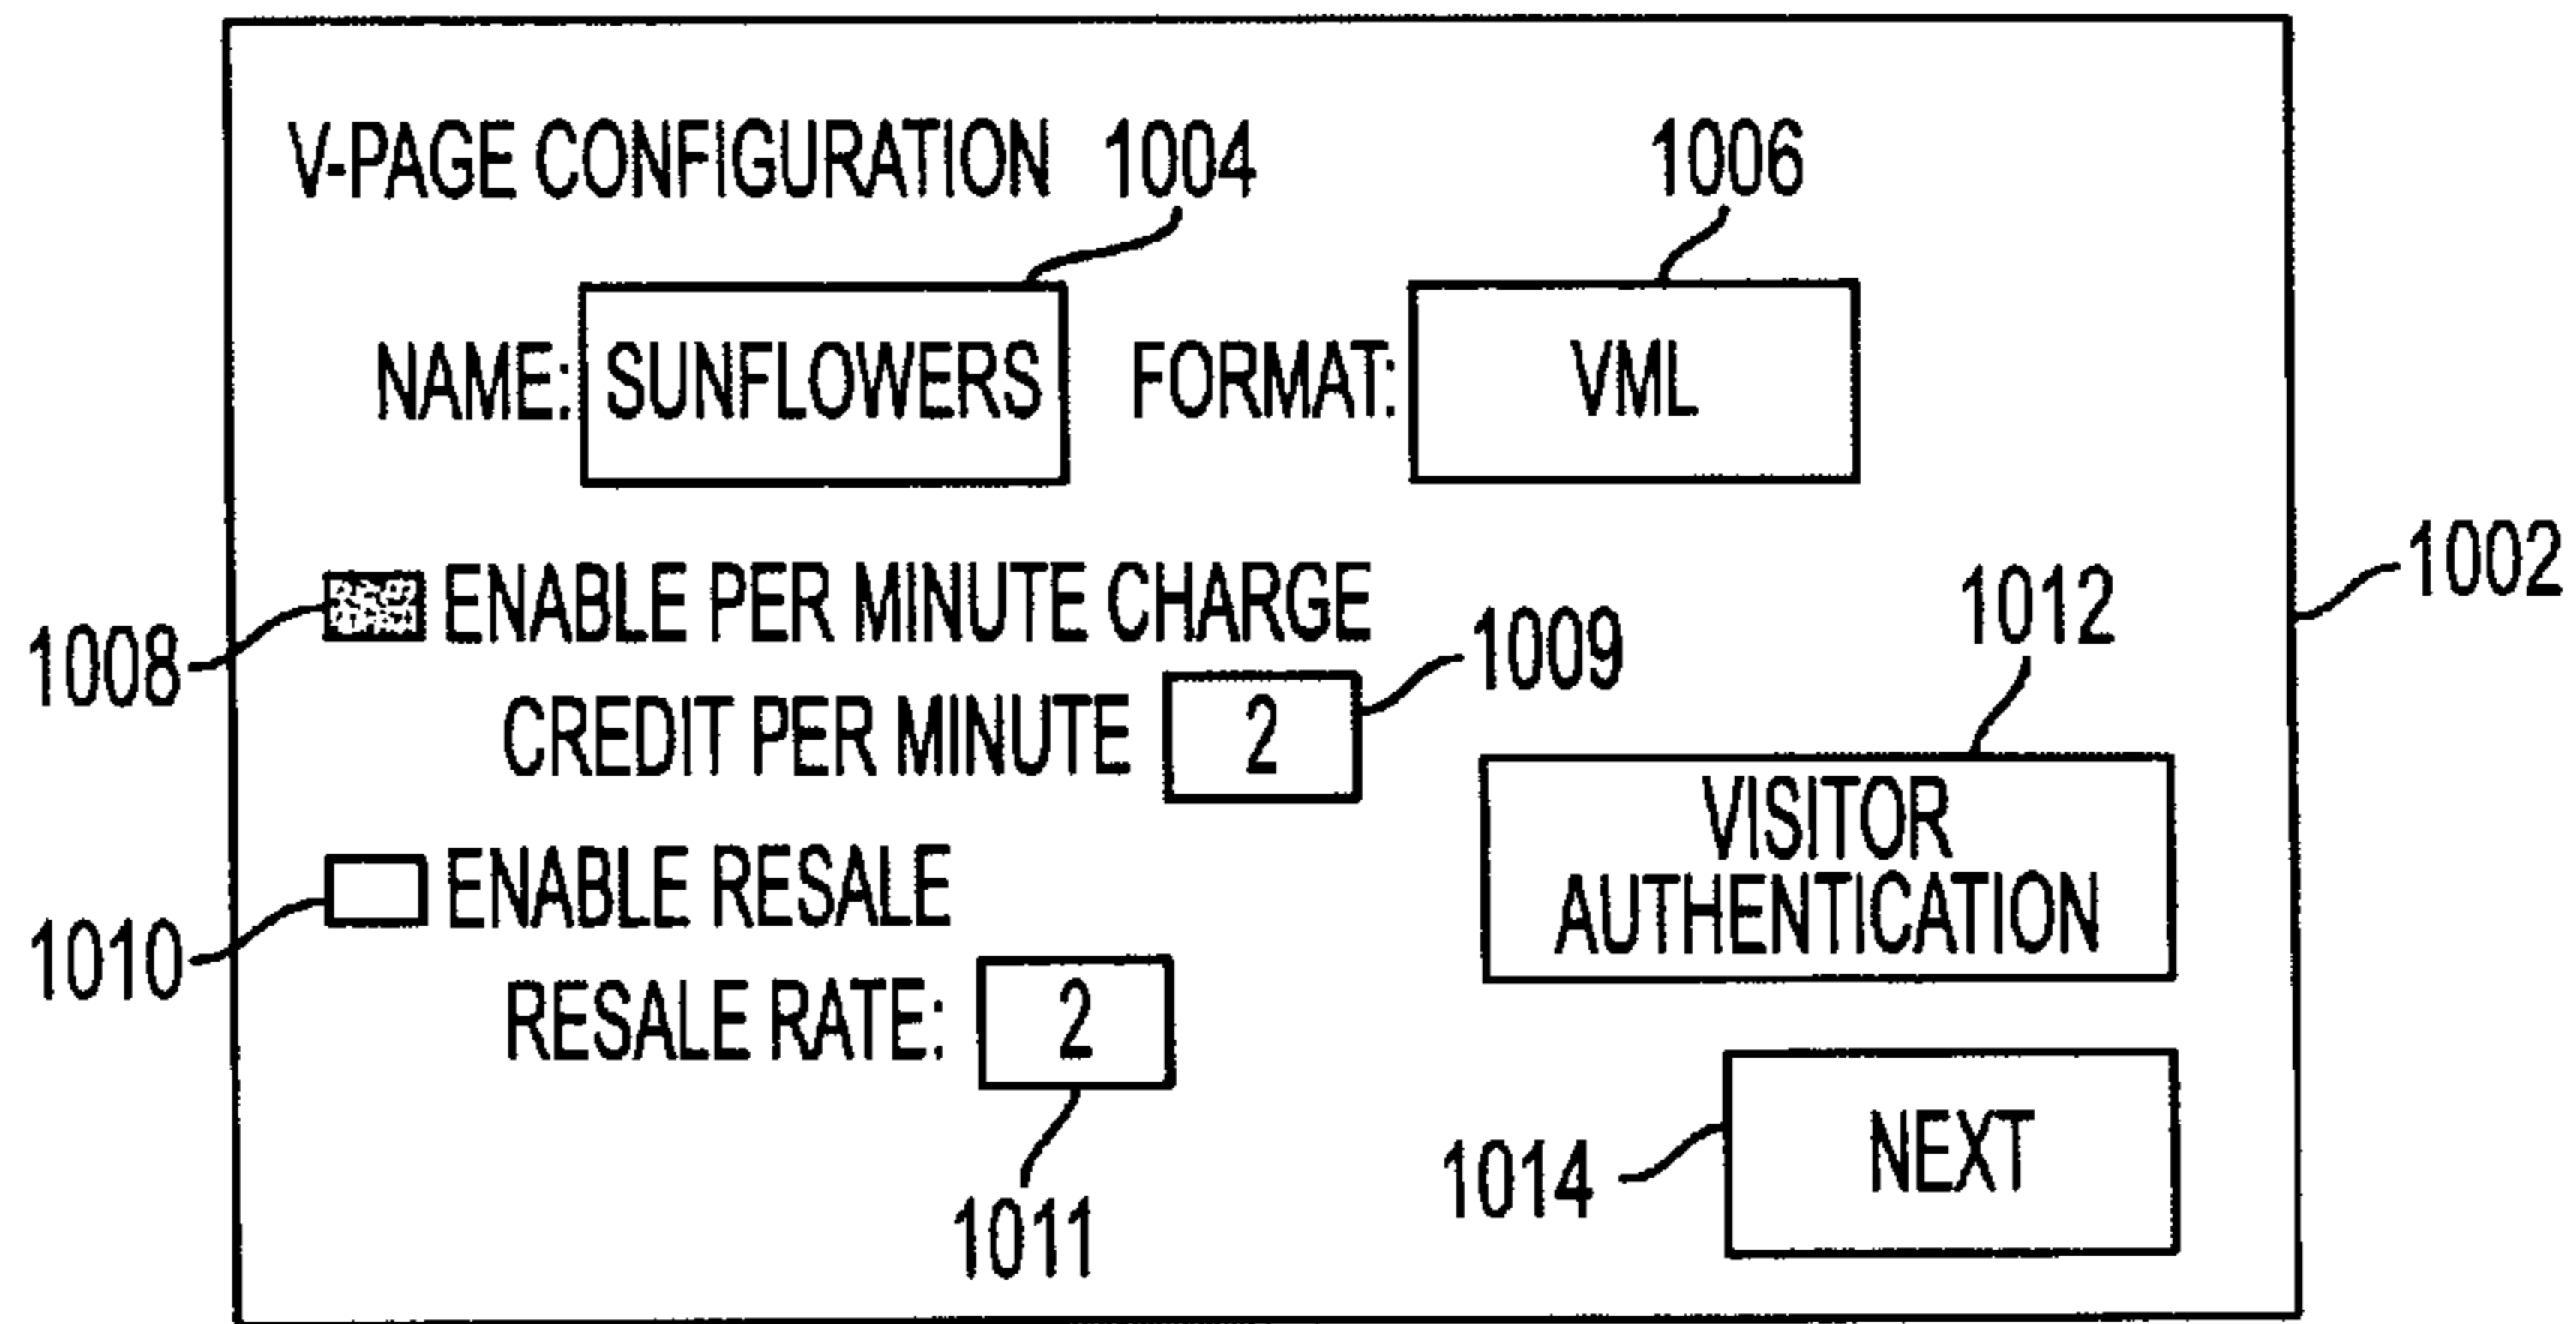 V-PAGE CONFIGURATION 1004 1006
NAME: SUNFLOWERS FORMAT: VML
1002
ENABLE PER MINUTE CHARGE 1012
1008 1009
CREDIT PER MINUTE 2
VISITOR
ENABLE RESALE AUTHENTICATION
1010
RESALE RATE: 2
1014 NEXT
1011